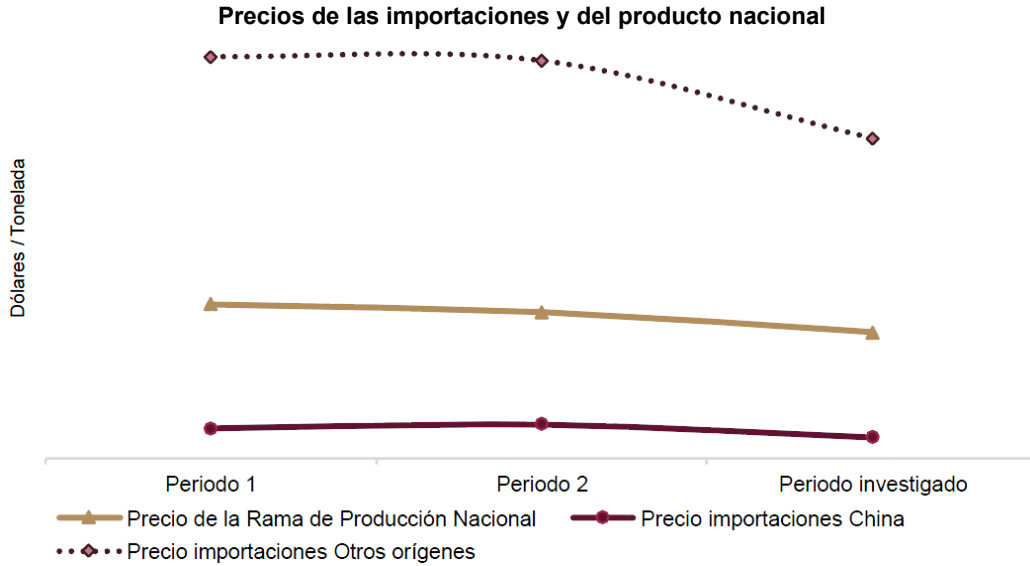 Precios de las importaciones y del producto nacional
Dólares / Tonelada
Periodo 1
Periodo 2
Periodo investigado
Precio de la Rama de Producción Nacional
Precio importaciones China
Precio importaciones Otros orígenes